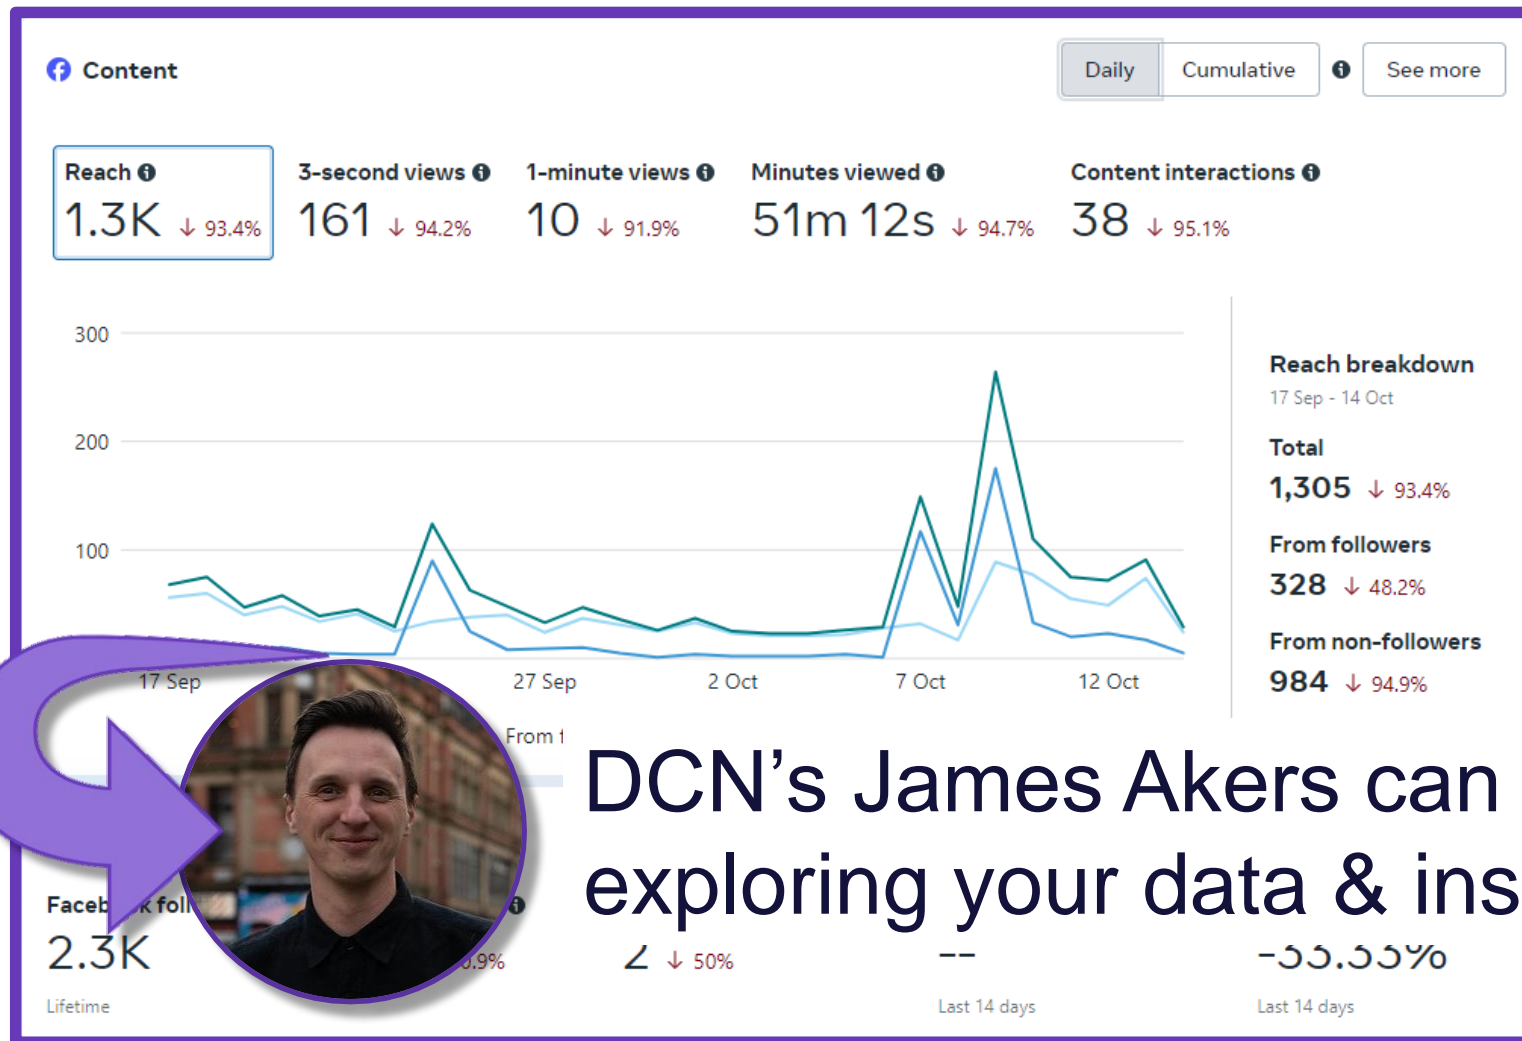 Content
Daily
Cumulative
See more
Reach
3-second views
1-minute views
Minutes viewed
Content interactions
1.3K ↓ 93.4%
161 ↓ 94.2%
10 ↓ 91.9%
51m 12s ↓ 94.7%
38 ↓ 95.1%
300
200
100
17 Sep
27 Sep
2 Oct
7 Oct
12 Oct
Reach breakdown
17 Sep - 14 Oct
Total
1,305 ↓ 93.4%
From followers
328 ↓ 48.2%
From non-followers
984 ↓ 94.9%
From
DCN's James Akers can
exploring your data & ins
2.3K
2 ↓ 50%
--
-33.33%
Lifetime
Last 14 days
Last 14 days